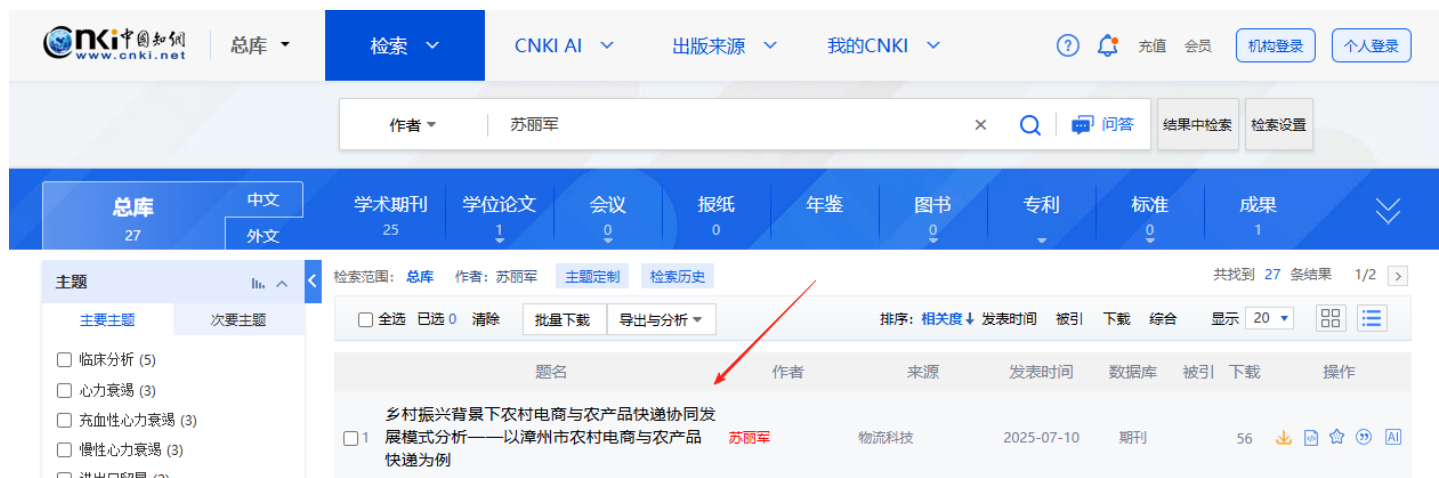 CNKI中国知网
www.cnki.net
总库
检索
CNKI AI
出版来源
我的CNKI
充值
会员
机构登录
个人登录
作者
苏丽军
×
问答
结果中检索
检索设置
总库
27
中文
外文
学术期刊
25
学位论文
1
会议
0
报纸
0
年鉴
图书
0
专利
标准
0
成果
1
主题
主要主题
次要主题
临床分析 (5)
心力衰竭 (3)
充血性心力衰竭 (3)
慢性心力衰竭 (3)
检索范围: 总库 作者: 苏丽军 主题定制 检索历史
共找到 27 条结果 1/2
全选 已选 0 清除 批量下载 导出与分析
排序: 相关度 发表时间 被引 下载 综合 显示 20
题名 作者 来源 发表时间 数据库 被引 下载 操作
1
乡村振兴背景下农村电商与农产品快递协同发
展模式分析——以漳州市农村电商与农产品
快递为例
苏丽军
物流科技
2025-07-10
期刊
56
AI